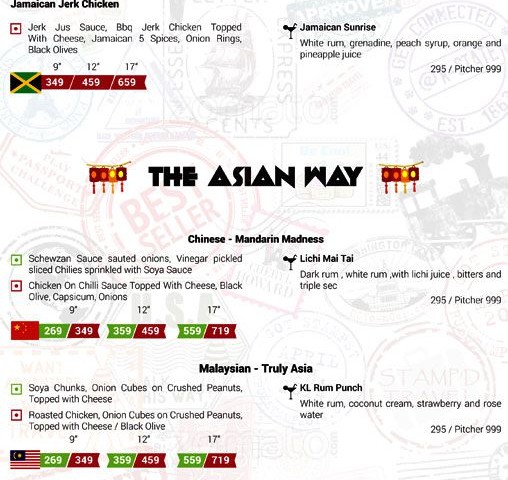 Jamaican Jerk Chicken
Jerk Jus Sauce, Bbq Jerk Chicken Topped
With Cheese, Jamaican 5 Spices, Onion Rings,
Black Olives
9" 12" 17"
349 459 659
Jamaican Sunrise
White rum, grenadine, peach syrup, orange and
pineapple juice
295 / Pitcher 999
THE ASIAN WAY
Chinese - Mandarin Madness
Schewzan Sauce sauted onions, Vinegar pickled
sliced Chilies sprinkled with Soya Sauce
Chicken On Chilli Sauce Topped With Cheese, Black
Olive, Capsicum, Onions
9" 12" 17"
269 349 359 459 559 719
Lichi Mai Tai
Dark rum , white rum ,with lichi juice , bitters and
triple sec
295 / Pitcher 999
Malaysian - Truly Asia
Soya Chunks, Onion Cubes on Crushed Peanuts,
Topped with Cheese
Roasted Chicken, Onion Cubes on Crushed Peanuts,
Topped with Cheese / Black Olive
9" 12" 17"
269 349 359 459 559 719
KL Rum Punch
White rum, coconut cream, strawberry and rose
water
295 / Pitcher 999
BEST
SELLER
STAMP'D